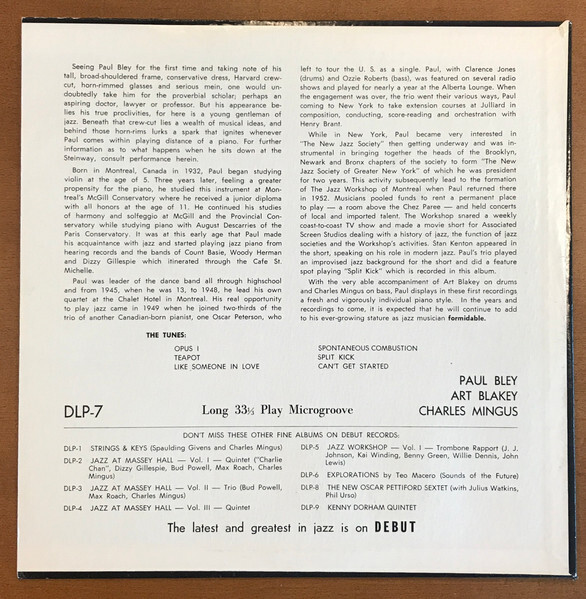 Seeing Paul Bley for the first time and taking note of his
tall, broad-shouldered frame, conservative dress, Harvard crew-
cut, horn-rimmed glasses and serious mein, one would un-
doubtedly take him for the proverbial scholar; perhaps an
aspiring doctor, lawyer or professor. But his appearance be-
lies his true proclivities, for here is a young gentleman of
jazz. Beneath that crew-cut lies a wealth of musical ideas, and
behind those horn-rims lurks a spark that ignites whenever
Paul comes within playing distance of a piano. For further
information as to what happens when he sits down at the
Steinway, consult performance herein.
Born in Montreal, Canada in 1932, Paul began studying
violin at the age of 5. Three years later, feeling a greater
propensity for the piano, he studied this instrument at Mon-
treal's McGill Conservatory where he received a junior diploma
with all honors at the age of 11. He continued his studies
of harmony and solfeggio at McGill and the Provincial Con-
servatory while studying piano with August Descarries of the
Paris Conservatory. It was at this early age that Paul made
his acquaintance with jazz and started playing jazz piano from
hearing records and the bands of Count Basie, Woody Herman
and Dizzy Gillespie which itinerated through the Cafe St.
Michelle.
Paul was leader of the dance band all through highschool
and from 1945, when he was 13, to 1948, he lead his own
quartet at the Chalet Hotel in Montreal. His real opportunity
to play jazz came in 1949 when he joined two-thirds of the
trio of another Canadian-born pianist, one Oscar Peterson, who
left to tour the U. S. as a single. Paul, with Clarence Jones
(drums) and Ozzie Roberts (bass), was featured on several radio
shows and played for nearly a year at the Alberta Lounge. When
the engagement was over, the trio went their various ways, Paul
coming to New York to take extension courses at Julliard in
composition, conducting, score-reading and orchestration with
Henry Brant.
While in New York, Paul became very interested in
"The New Jazz Society" then getting underway and was in-
strumental in bringing together the heads of the Brooklyn,
Newark and Bronx chapters of the society to form "The New
Jazz Society of Greater New York" of which he was president
for two years. This activity subsequently lead to the formation
of The Jazz Workshop of Montreal when Paul returned there
in 1952. Musicians pooled funds to rent a permanent place
to play — a room above the Chez Paree — and held concerts
of local and imported talent. The Workshop snared a weekly
coast-to-coast TV show and made a movie short for Associated
Screen Studios dealing with a history of jazz, the function of jazz
societies and the Workshop's activities. Stan Kenton appeared in
the short, speaking on his role in modern jazz. Paul's trio played
an improvised jazz background for the short and did a feature
spot playing "Split Kick" which is recorded in this album.
With the very able accompaniment of Art Blakey on drums
and Charles Mingus on bass, Paul displays in these first recordings
a fresh and vigorously individual piano style. In the years and
recordings to come, it is expected that he will continue to add
to his ever-growing stature as jazz musician formidable.
THE TUNES:
OPUS I
TEAPOT
LIKE SOMEONE IN LOVE
SPONTANEOUS COMBUSTION
SPLIT KICK
CAN'T GET STARTED
PAUL BLEY
ART BLAKEY
CHARLES MINGUS
DLP-7
Long 33⅓ Play Microgroove
DON'T MISS THESE OTHER FINE ALBUMS ON DEBUT RECORDS:
DLP-1 STRINGS & KEYS (Spaulding Givens and Charles Mingus)
DLP-2 JAZZ AT MASSEY HALL — Vol. I — Quintet ("Charlie
Chan", Dizzy Gillespie, Bud Powell, Max Roach, Charles
Mingus)
DLP-3 JAZZ AT MASSEY HALL — Vol. II — Trio (Bud Powell,
Max Roach, Charles Mingus)
DLP-4 JAZZ AT MASSEY HALL — Vol. III — Quintet
DLP-5 JAZZ WORKSHOP — Vol. I — Trombone Rapport (J. J.
Johnson, Kai Winding, Benny Green, Willie Dennis, John
Lewis)
DLP-6 EXPLORATIONS by Teo Macero (Sounds of the Future)
DLP-8 THE NEW OSCAR PETTIFORD SEXTET (with Julius Watkins,
Phil Urso)
DLP-9 KENNY DORHAM QUINTET
The latest and greatest in jazz is on DEBUT